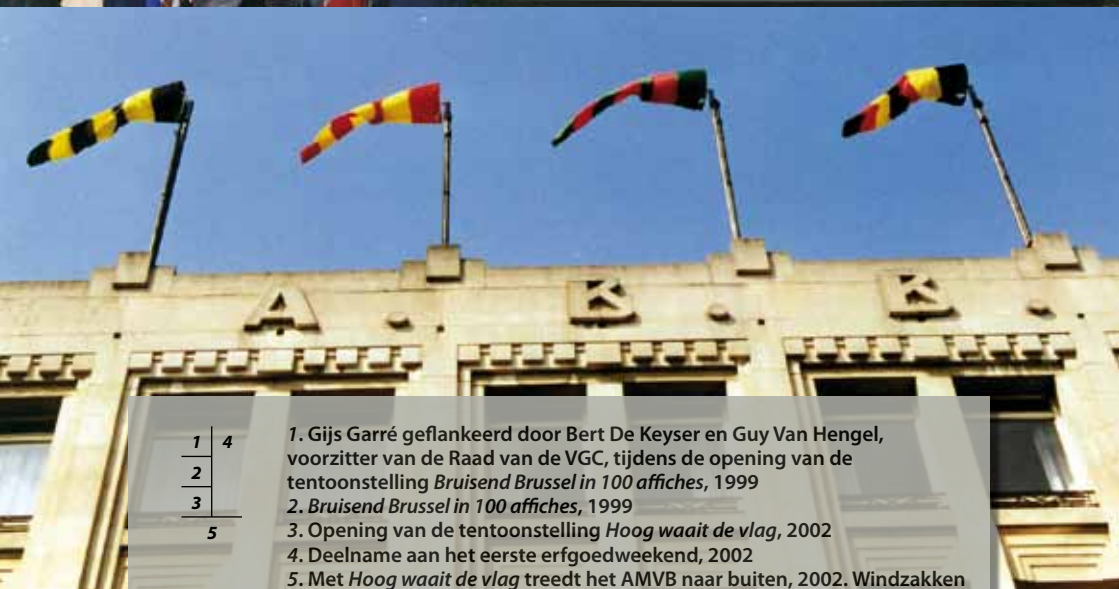 A K K
1 4
2
3
5
1. Gijs Garré geflankeerd door Bert De Keyser en Guy Van Hengel,
voorzitter van de Raad van de VGC, tijdens de opening van de
tentoonstelling Bruisend Brussel in 100 affiches, 1999
2. Bruisend Brussel in 100 affiches, 1999
3. Opening van de tentoonstelling Hoog waait de vlag, 2002
4. Deelname aan het eerste erfgoedweekend, 2002
5. Met Hoog waait de vlag treedt het AMVB naar buiten, 2002. Windzakken